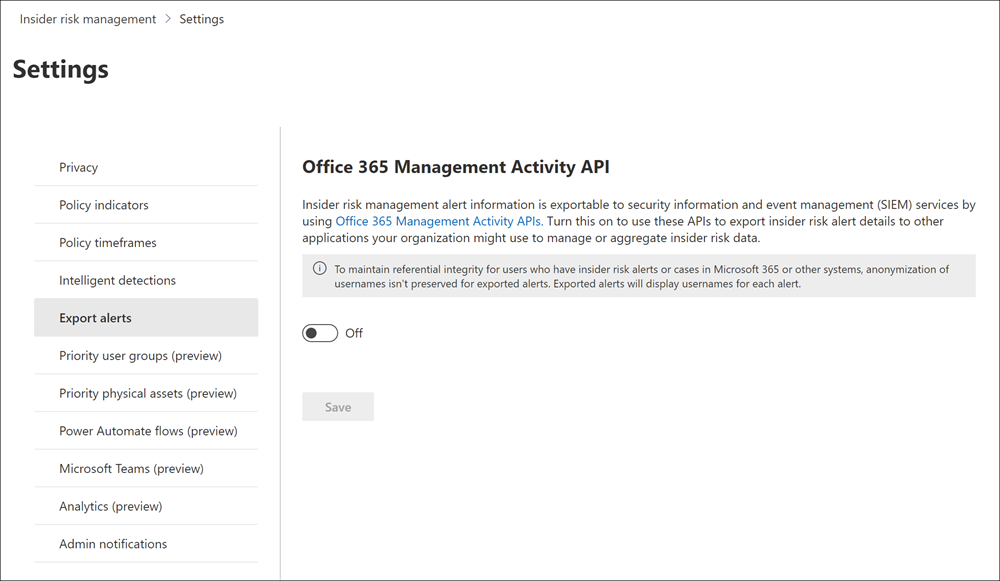 Insider risk management > Settings
Settings
Privacy
Policy indicators
Policy timeframes
Intelligent detections
Export alerts
Priority user groups (preview)
Priority physical assets (preview)
Power Automate flows (preview)
Microsoft Teams (preview)
Analytics (preview)
Admin notifications
Office 365 Management Activity API
Insider risk management alert information is exportable to security information and event management (SIEM) services by
using Office 365 Management Activity APIs. Turn this on to use these APIs to export insider risk alert details to other
applications your organization might use to manage or aggregate insider risk data.
To maintain referential integrity for users who have insider risk alerts or cases in Microsoft 365 or other systems, anonymization of
usernames isn't preserved for exported alerts. Exported alerts will display usernames for each alert.
Off
Save